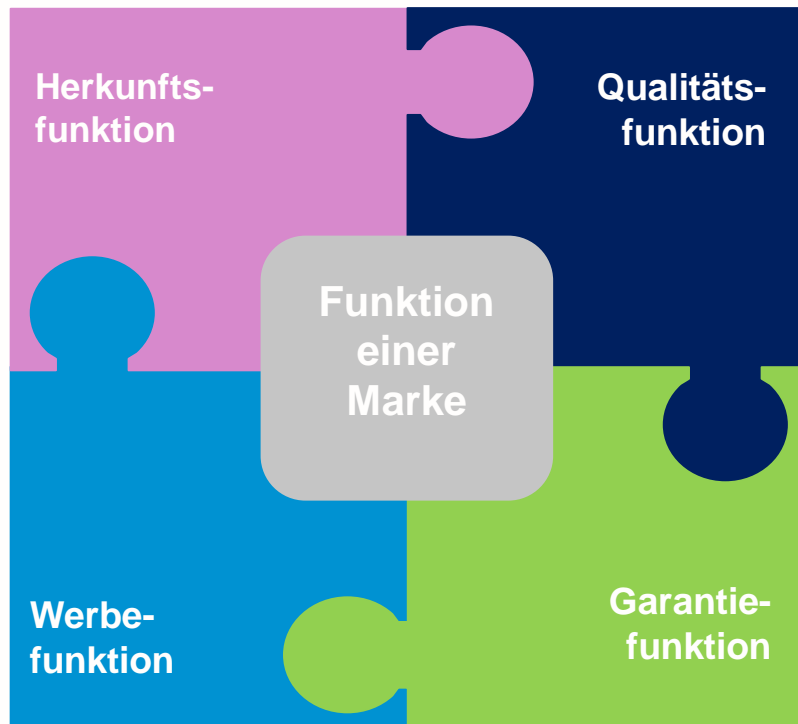 Herkunfts-
funktion
Qualitäts-
funktion
Funktion
einer
Marke
Werbe-
funktion
Garantie-
funktion